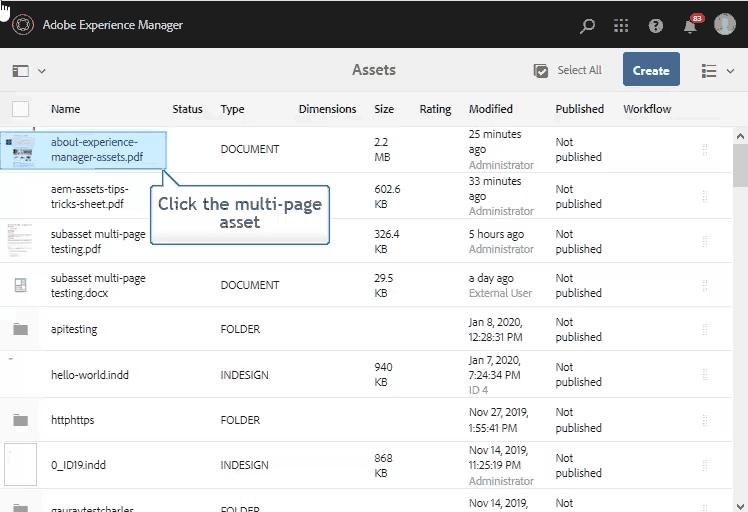 Adobe Experience Manager
83
Assets
Select All
Create
Name Status Type Dimensions Size Rating Modified Published Workflow
about-experience-
manager-assets.pdf
DOCUMENT
2.2
MB
25 minutes
ago
Administrator
Not
published
aem-assets-tips-
tricks-sheet.pdf
602.6
KB
33 minutes
ago
Administrator
Not
published
Click the multi-page
asset
subasset multi-page
testing.pdf
326.4
KB
5 hours ago
Administrator
Not
published
subasset multi-page
testing.docx
DOCUMENT
29.5
KB
a day ago
External User
Not
published
apitesting
FOLDER
Jan 8, 2020,
12:28:31 PM
Not
published
hello-world.indd
INDESIGN
940
KB
Jan 7, 2020,
7:24:34 PM
ID 4
Not
published
httphttps
FOLDER
Nov 27, 2019,
1:55:41 PM
Not
published
0_ID19.indd
INDESIGN
868
KB
Nov 14, 2019,
11:25:19 PM
Administrator
Not
published
gauravtestcharles
FOLDER
Nov 14, 2019,
Not